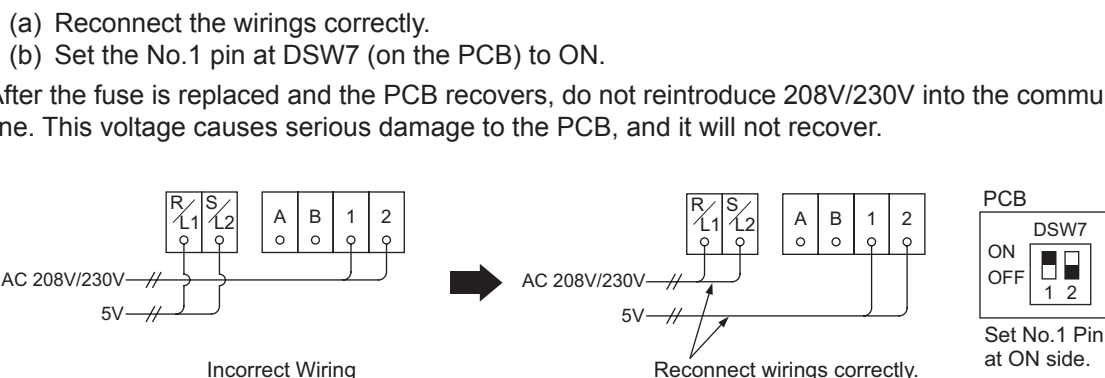 (a) Reconnect the wirings correctly.
(b) Set the No.1 pin at DSW7 (on the PCB) to ON.
After the fuse is replaced and the PCB recovers, do not reintroduce 208V/230V into the commu
ne. This voltage causes serious damage to the PCB, and it will not recover.
R/L1 S/L2 A B 1 2
AC 208V/230V
5V
Incorrect Wiring
R/L1 S/L2 A B 1 2
AC 208V/230V
5V
Reconnect wirings correctly.
PCB
DSW7
ON
OFF
1 2
Set No.1 Pin
at ON side.